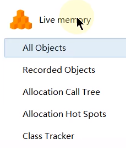 Live memory
All Objects
Recorded Objects
Allocation Call Tree
Allocation Hot Spots
Class Tracker